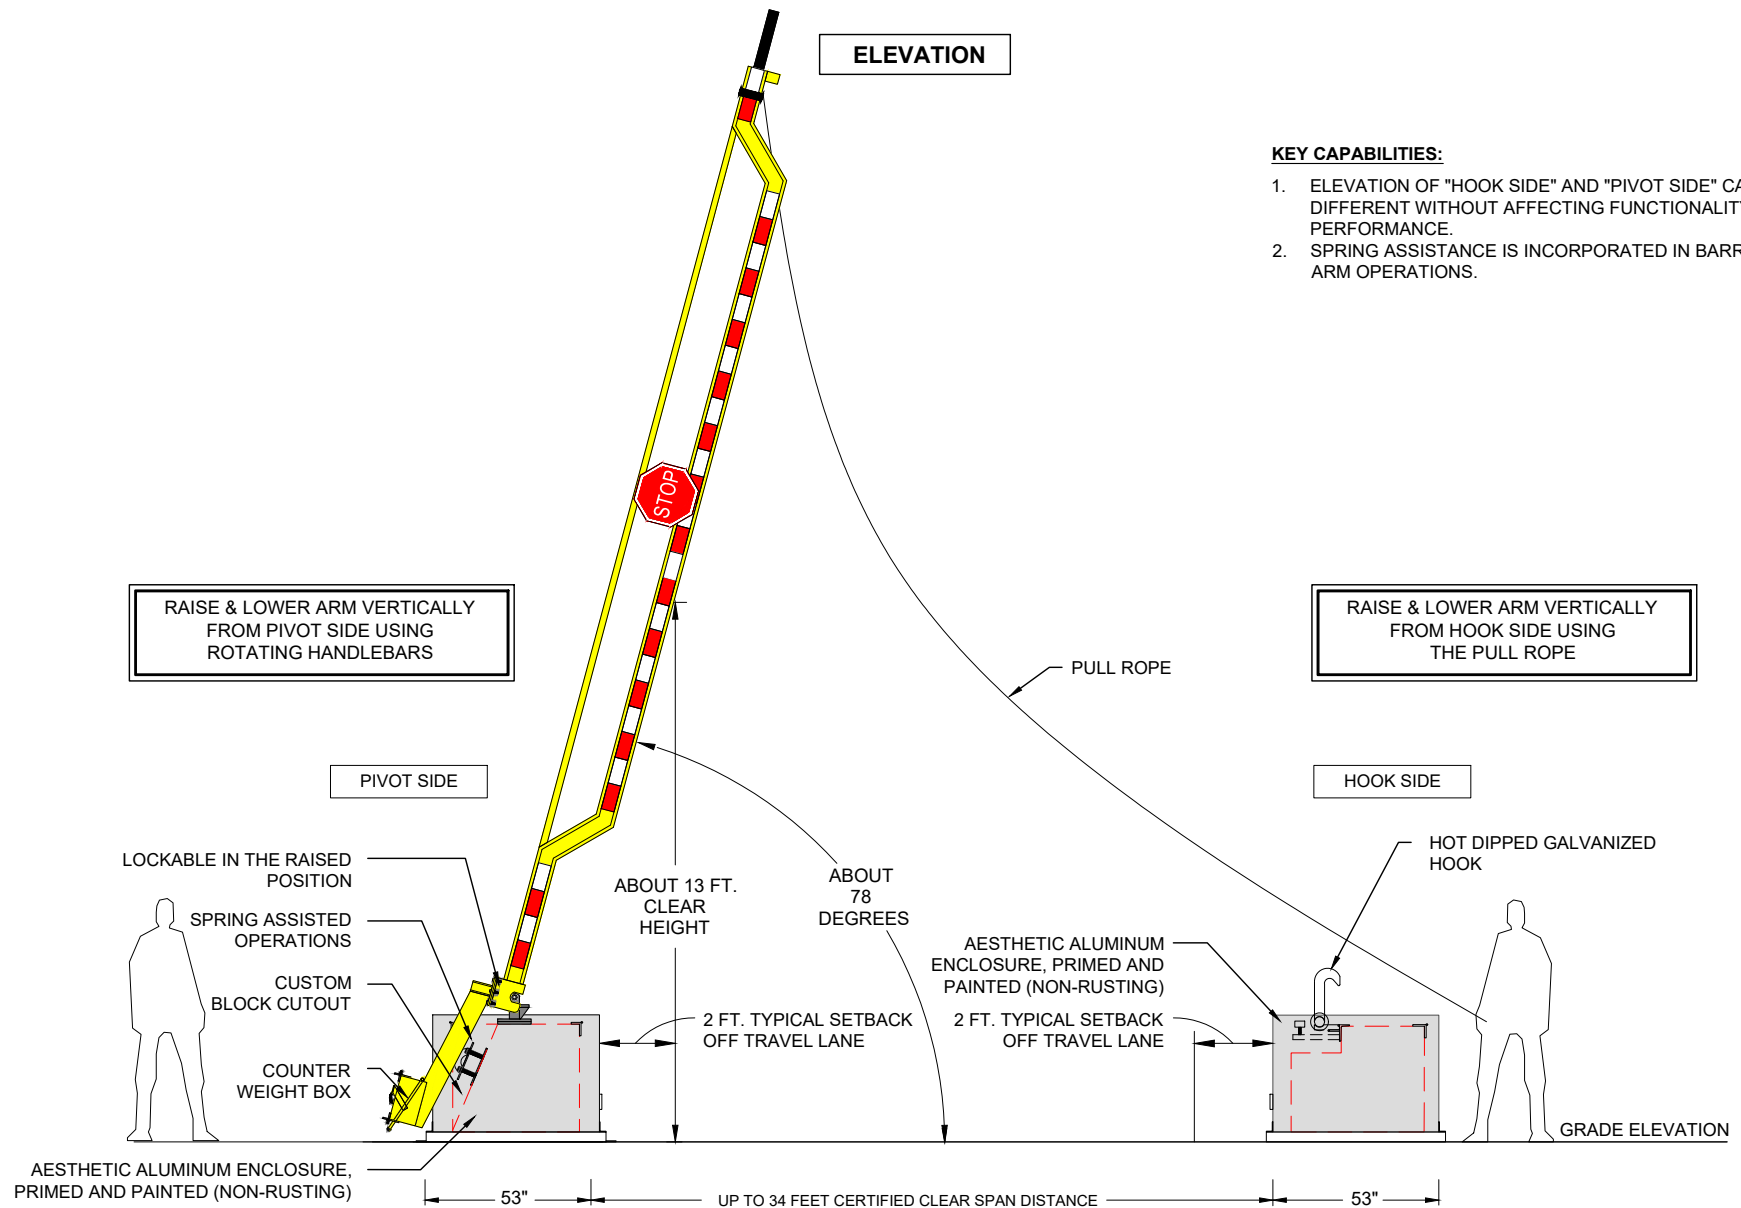 ELEVATION
KEY CAPABILITIES:
1. ELEVATION OF "HOOK SIDE" AND "PIVOT SIDE"
DIFFERENT WITHOUT AFFECTING
PERFORMANCE.
2. SPRING ASSISTANCE IS INCORPORATED IN
ARM OPERATIONS.
STOP
RAISE & LOWER ARM VERTICALLY
FROM PIVOT SIDE USING
ROTATING HANDLEBARS
RAISE & LOWER ARM VERTICALLY
FROM HOOK SIDE USING
THE PULL ROPE
PULL ROPE
PIVOT SIDE
HOOK SIDE
LOCKABLE IN THE RAISED
POSITION
SPRING ASSISTED
OPERATIONS
CUSTOM
BLOCK CUTOUT
COUNTER
WEIGHT BOX
AESTHETIC ALUMINUM ENCLOSURE,
PRIMED AND PAINTED (NON-RUSTING)
ABOUT 13 FT.
CLEAR
HEIGHT
ABOUT
78
DEGREES
2 FT. TYPICAL SETBACK
OFF TRAVEL LANE
HOT DIPPED GALVANIZED
HOOK
AESTHETIC ALUMINUM
ENCLOSURE, PRIMED AND
PAINTED (NON-RUSTING)
2 FT. TYPICAL SETBACK
OFF TRAVEL LANE
GRADE ELEVATION
53"
UP TO 34 FEET CERTIFIED CLEAR SPAN DISTANCE
53"